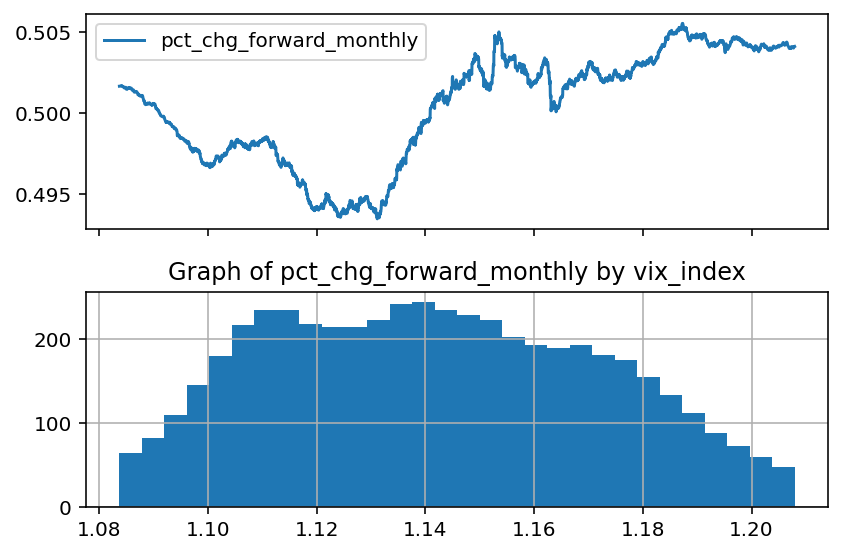 0.505
0.500
0.495
pct_chg_forward_monthly
Graph of pct_chg_forward_monthly by vix_index
200
100
0
1.08 1.10 1.12 1.14 1.16 1.18 1.20